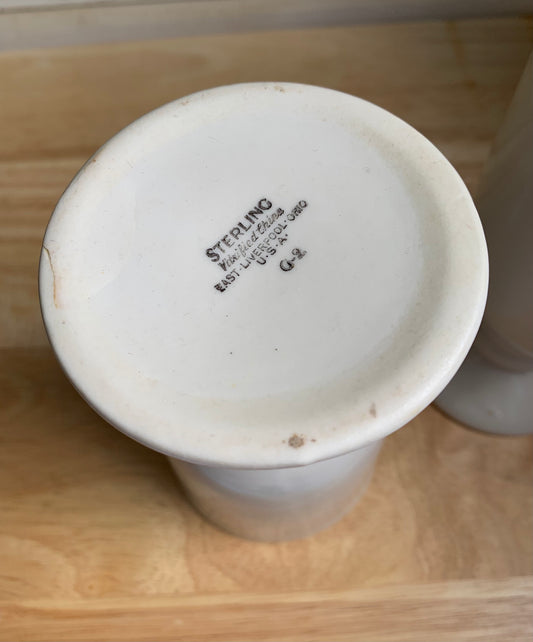 STERLING
Vitrified China
EAST-LIVERPOOL-OHIO
U.S.A.
G-2